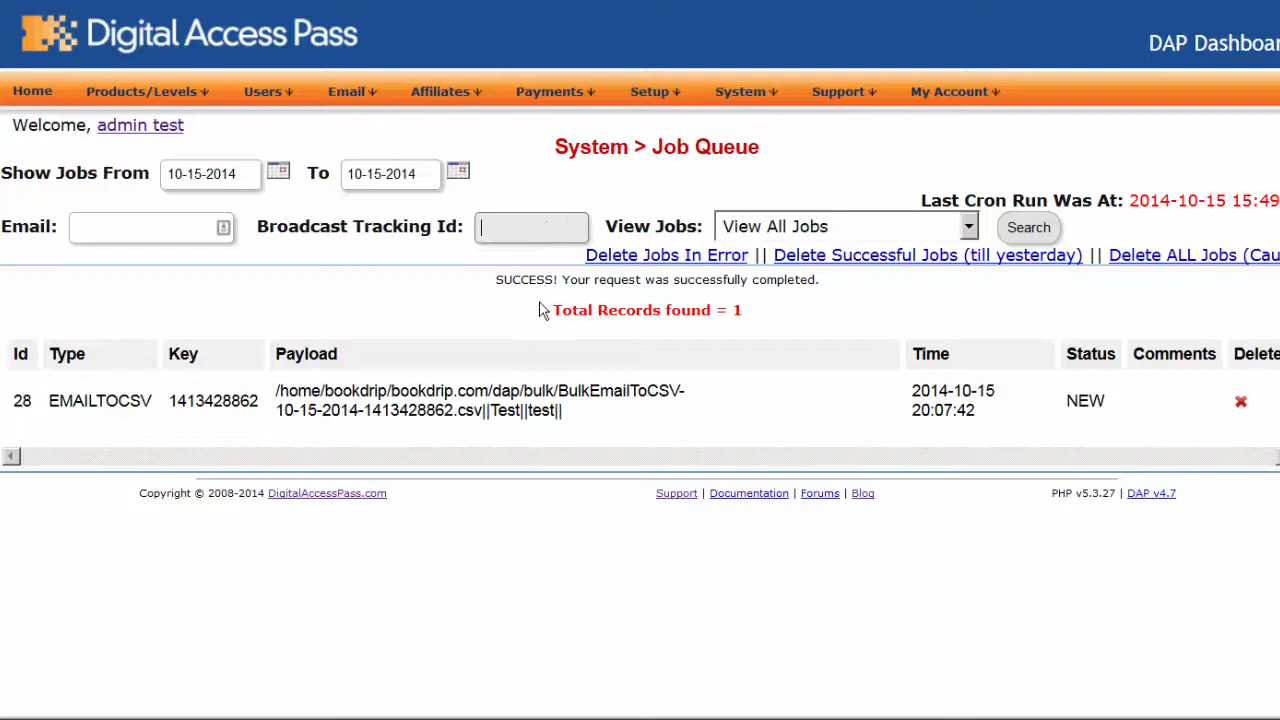 Digital Access Pass
DAP Dashboar
Home Products/Levels Users Email Affiliates Payments Setup System Support My Account
Welcome, admin test
System > Job Queue
Show Jobs From 10-15-2014 To 10-15-2014
Last Cron Run Was At: 2014-10-15 15:49
Email: Broadcast Tracking Id: View Jobs: View All Jobs Search
Delete Jobs In Error || Delete Successful Jobs (till yesterday) || Delete ALL Jobs (Cau
SUCCESS! Your request was successfully completed.
Total Records found = 1
Id Type Key Payload Time Status Comments Delete
28 EMAILTOCSV 1413428862 /home/bookdrip/bookdrip.com/dap/bulk/BulkEmailToCSV-
10-15-2014-1413428862.csv||Test||test|| 2014-10-15
20:07:42 NEW
Copyright © 2008-2014 DigitalAccessPass.com Support | Documentation | Forums | Blog PHP v5.3.27 | DAP v4.7